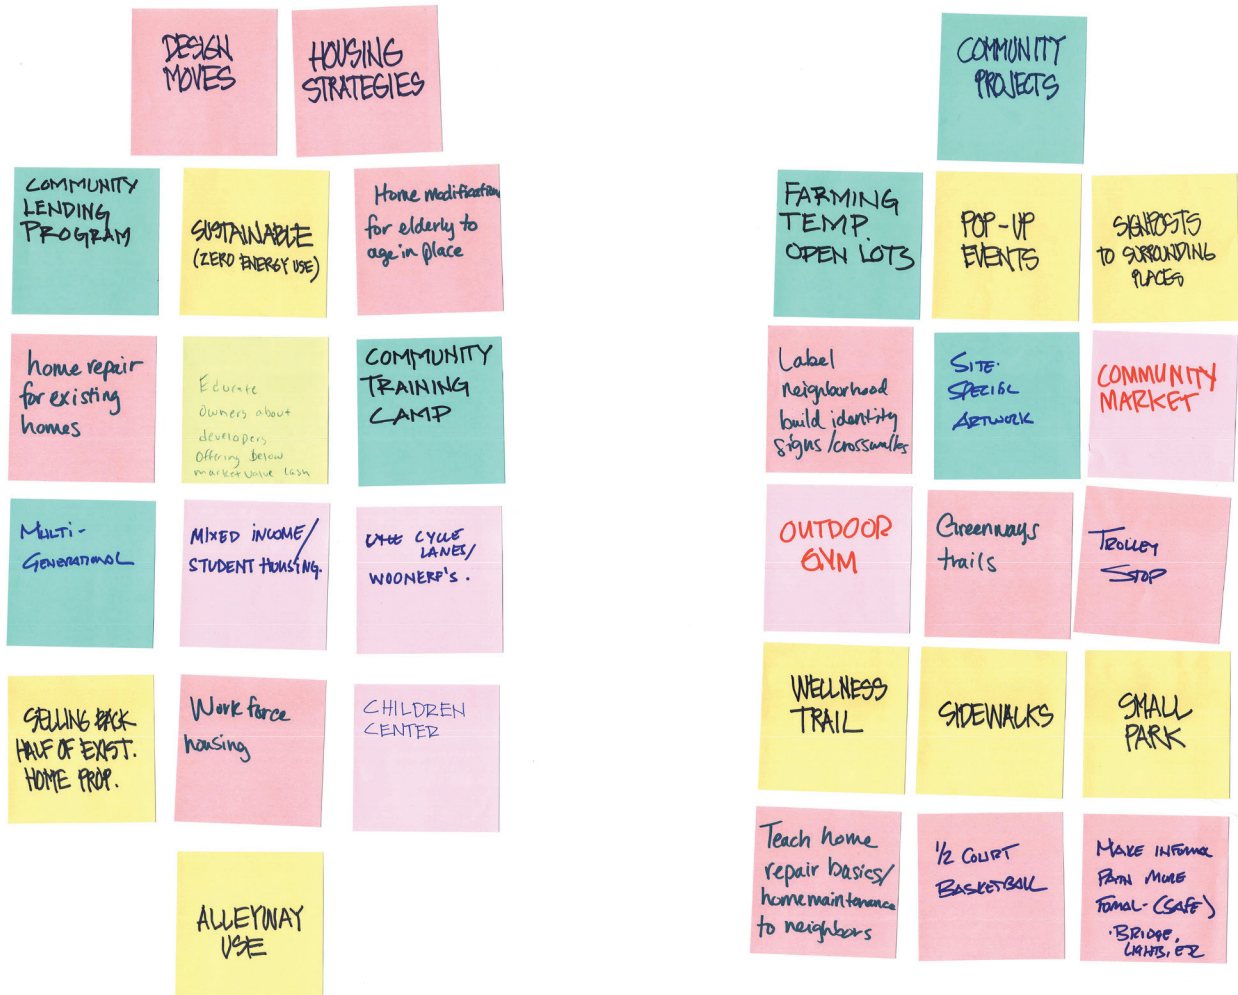 DESIGN
MOVES
HOUSING
STRATEGIES
COMMUNITY
LENDING
PROGRAM
SUSTAINABLE
(ZERO ENERGY USE)
Home modification
for elderly to
age in place
home repair
for existing
homes
Educate
owners about
developers
offering below
market value cash
COMMUNITY
TRAINING
CAMP
MULTI-
GENERATIONAL
MIXED INCOME/
STUDENT HOUSING.
CYCLE
LANES/
WOONERF'S.
SELLING BACK
HALF OF EXIST.
HOME PROP.
Work force
housing
CHILDREN
CENTER
ALLEYWAY
USE
COMMUNITY
PROJECTS
FARMING
TEMP.
OPEN LOTS
POP-UP
EVENTS
SIGNPOSTS
TO SURROUNDING
PLACES
Label
neighborhood
build identity
signs/crosswalks
SITE-
SPECIAL
ARTWORK
COMMUNITY
MARKET
OUTDOOR
GYM
Greenways
trails
TROLLEY
STOP
WELLNESS
TRAIL
SIDEWALKS
SMALL
PARK
Teach home
repair basics/
home maintenance
to neighbors
1/2 COURT
BASKETBALL
MAKE INFORMAL
PATH MORE
FORMAL-(SAFE)
·BRIDGE,
LIGHTS, ETC